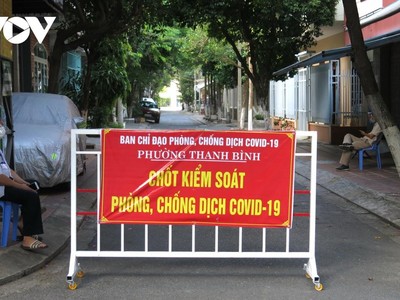 VOV
BAN CHỈ ĐẠO PHÒNG, CHỐNG DỊCH COVID-19
PHƯỜNG THANH BÌNH
CHỐT KIỂM SOÁT
PHÒNG, CHỐNG DỊCH COVID-19